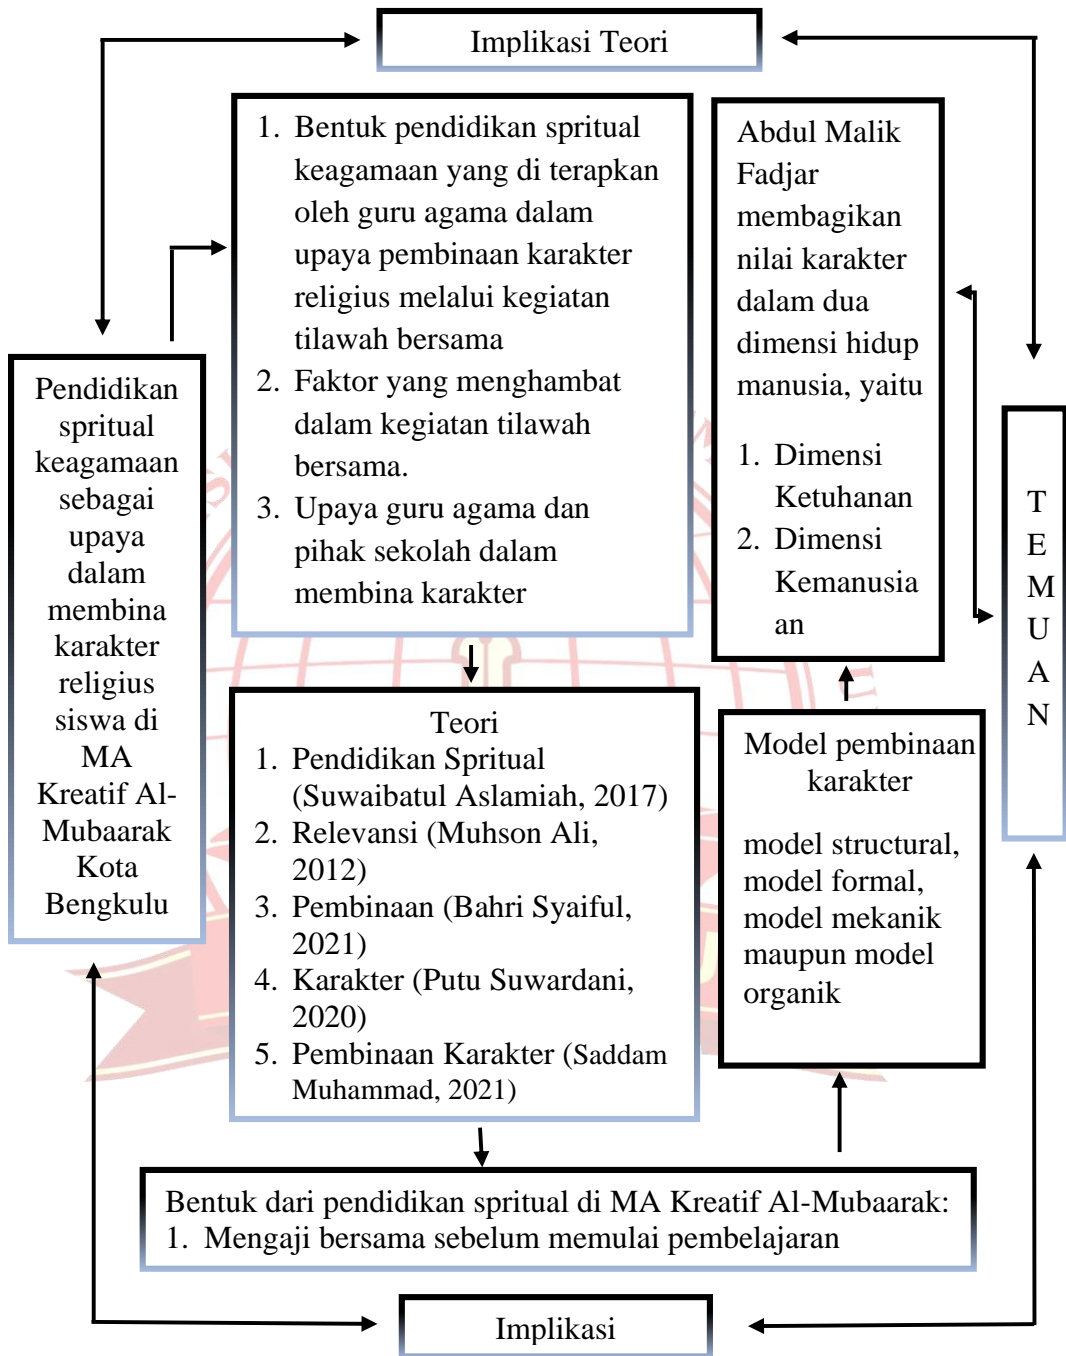 Implikasi Teori
1. Bentuk pendidikan spritual
keagamaan yang di terapkan
oleh guru agama dalam
upaya pembinaan karakter
religius melalui kegiatan
tilawah bersama
2. Faktor yang menghambat
dalam kegiatan tilawah
bersama.
3. Upaya guru agama dan
pihak sekolah dalam
membina karakter
Abdul Malik
Fadjar
membagikan
nilai karakter
dalam dua
dimensi hidup
manusia, yaitu
1. Dimensi
Ketuhanan
2. Dimensi
Kemanusia
an
Pendidikan
spritual
keagamaan
sebagai
upaya
dalam
membina
karakter
religius
siswa di
MA
Kreatif Al-
Mubaarak
Kota
Bengkulu
T
E
M
U
A
N
Teori
1. Pendidikan Spritual
(Suwaibatul Aslamiah, 2017)
2. Relevansi (Muhson Ali,
2012)
3. Pembinaan (Bahri Syaiful,
2021)
4. Karakter (Putu Suwardani,
2020)
5. Pembinaan Karakter (Saddam
Muhammad, 2021)
Model pembinaan
karakter
model structural,
model formal,
model mekanik
maupun model
organik
Bentuk dari pendidikan spritual di MA Kreatif Al-Mubaarak:
1. Mengaji bersama sebelum memulai pembelajaran
Implikasi